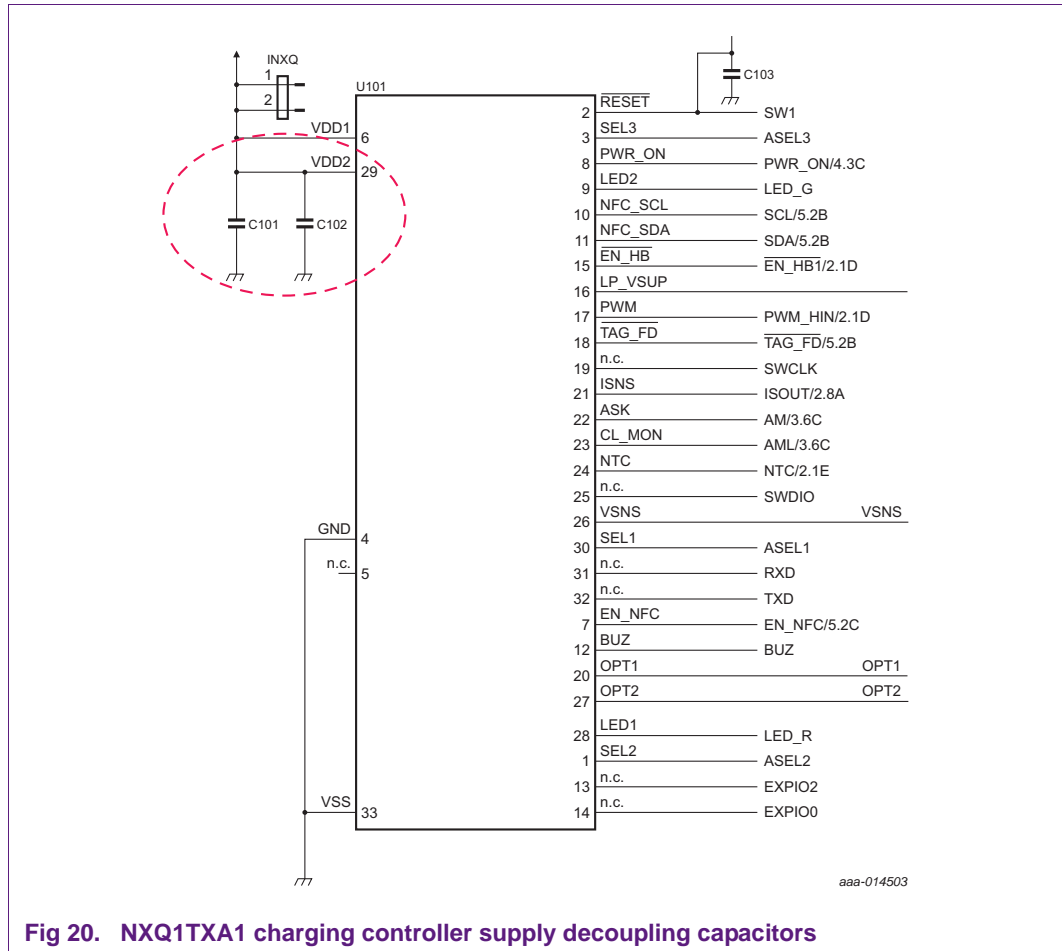 INXQ
1
2
U101
C103
VDD1
6
VDD2
29
C101
C102
GND
4
n.c.
5
VSS
33
RESET
2
SW1
SEL3
3
ASEL3
PWR_ON
8
PWR_ON/4.3C
LED2
9
LED_G
NFC_SCL
10
SCL/5.2B
NFC_SDA
11
SDA/5.2B
EN_HB
15
EN_HB1/2.1D
LP_VSUP
16
PWM
17
PWM_HIN/2.1D
TAG_FD
18
TAG_FD/5.2B
n.c.
19
SWCLK
ISNS
21
ISOUT/2.8A
ASK
22
AM/3.6C
CL_MON
23
AML/3.6C
NTC
24
NTC/2.1E
n.c.
25
SWDIO
VSNS
26
VSNS
SEL1
30
ASEL1
n.c.
31
RXD
n.c.
32
TXD
EN_NFC
7
EN_NFC/5.2C
BUZ
12
BUZ
OPT1
20
OPT1
OPT2
27
OPT2
LED1
28
LED_R
SEL2
1
ASEL2
n.c.
13
EXPIO2
n.c.
14
EXPIO0
aaa-014503
Fig 20. NXQ1TXA1 charging controller supply decoupling capacitors